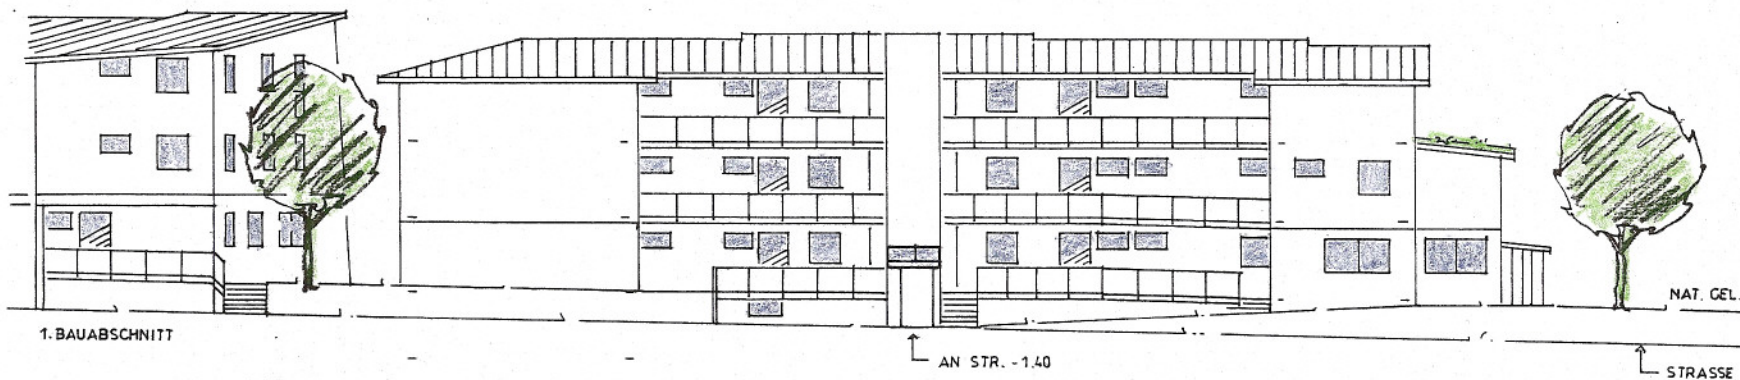 NAT. GEL.
1. BAUABSCHNITT
AN STR. -1.40
STRASSE